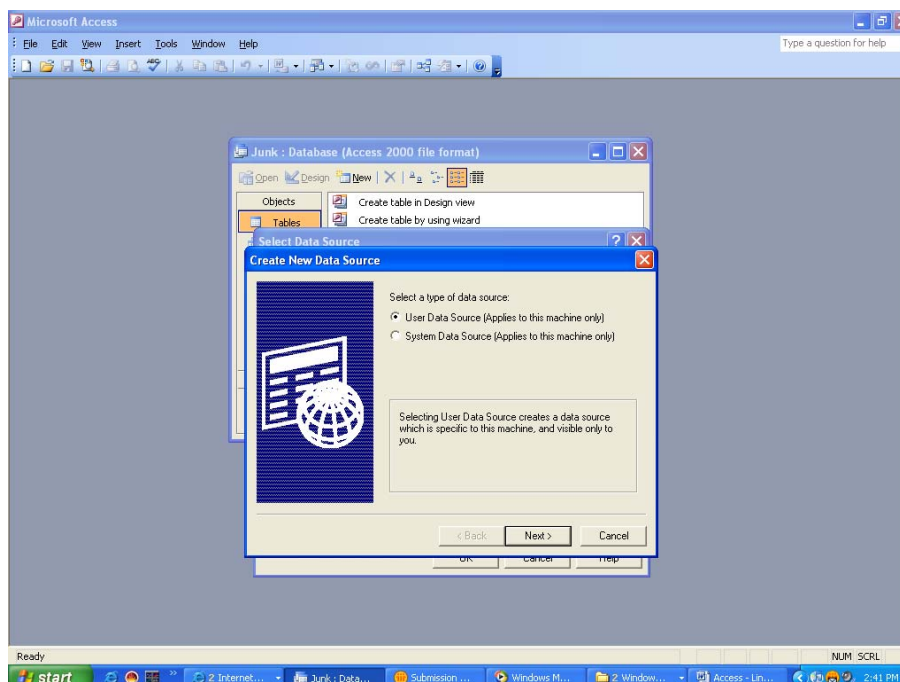 Microsoft Access
File Edit View Insert Tools Window Help
Type a question for help
Junk : Database (Access 2000 file format)
Open Design New
Objects
Create table in Design view
Tables
Create table by using wizard
Select Data Source
Create New Data Source
Select a type of data source:
User Data Source (Applies to this machine only)
System Data Source (Applies to this machine only)
Selecting User Data Source creates a data source
which is specific to this machine, and visible only to
you.
< Back Next > Cancel
OK Cancel Help
Ready
NUM SCRL
start
2 Internet...
Junk : Data...
Submission ...
Windows M...
2 Window...
Access - Lin...
2:41 PM